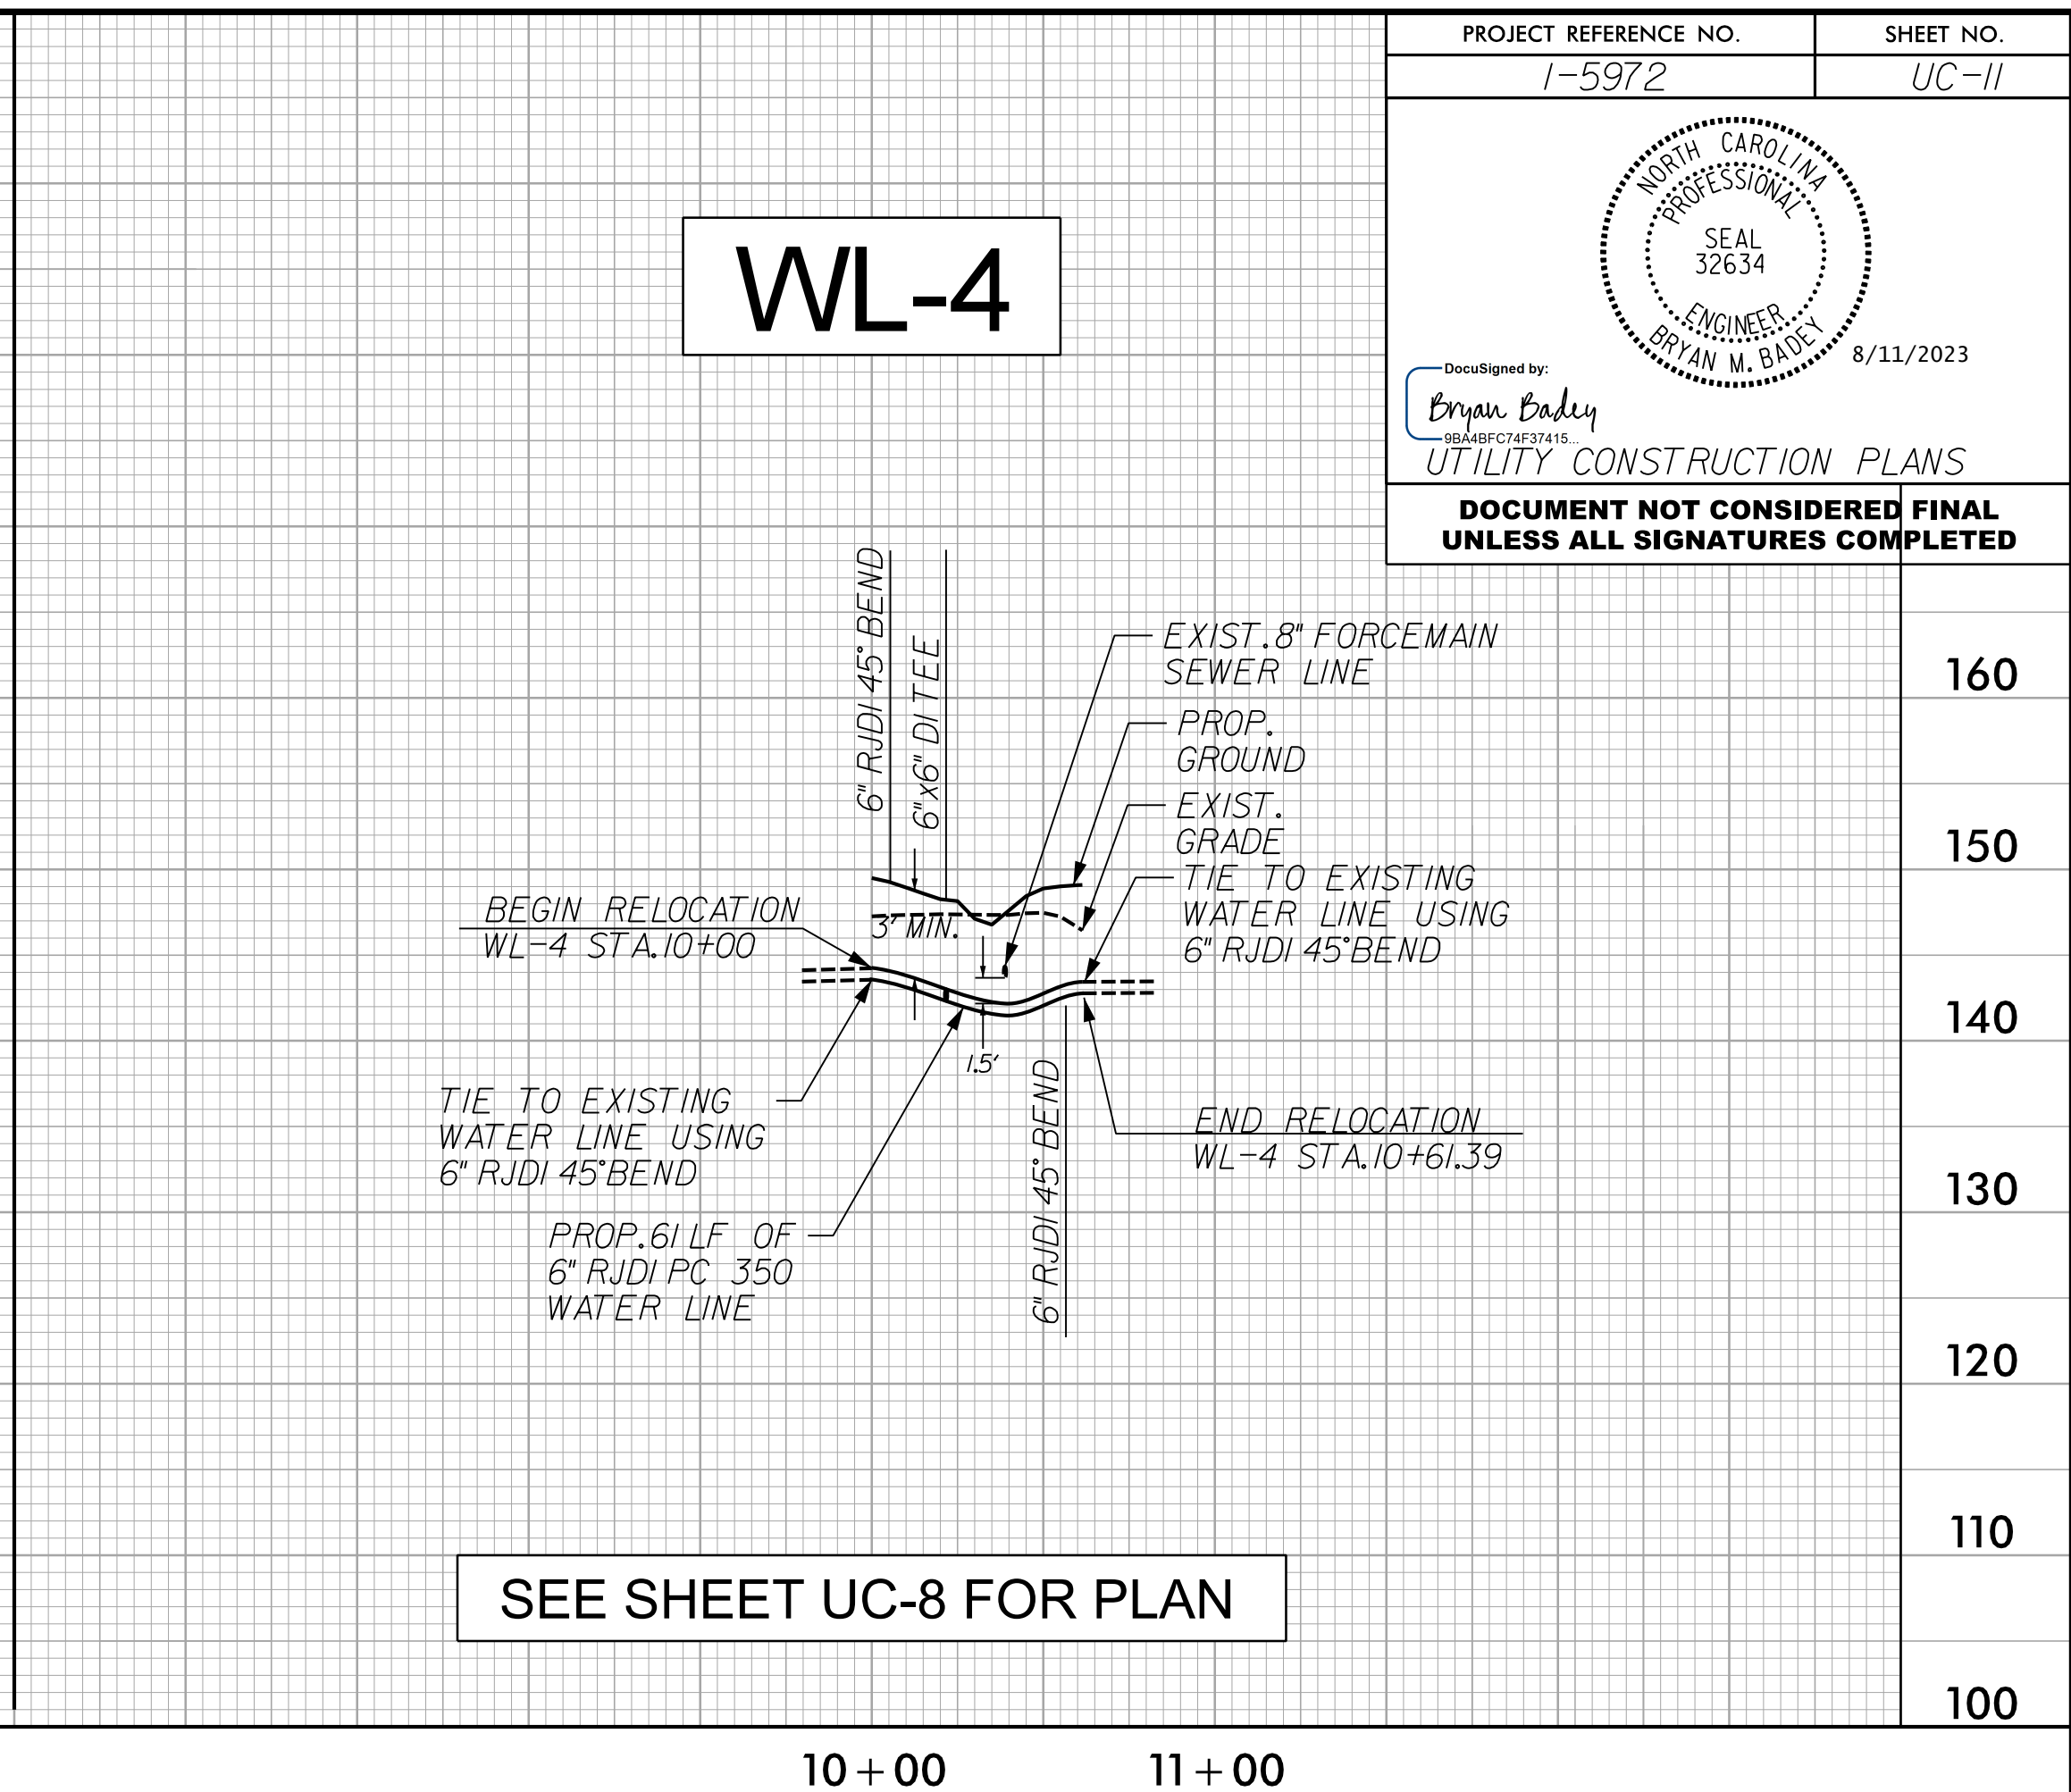 PROJECT REFERENCE NO.
SHEET NO.
I-5972
UC-11
NORTH CAROLINA
PROFESSIONAL
SEAL
32634
ENGINEER
BRYAN M. BADEY
8/11/2023
DocuSigned by:
Bryan Badey
9BA4BFC74F37415...
UTILITY CONSTRUCTION PLANS
DOCUMENT NOT CONSIDERED FINAL
UNLESS ALL SIGNATURES COMPLETED
WL-4
6" RJDI 45° BEND
6"x6" DI TEE
EXIST. 8" FORCEMAIN
SEWER LINE
PROP.
GROUND
EXIST.
GRADE
TIE TO EXISTING
WATER LINE USING
6" RJDI 45° BEND
BEGIN RELOCATION
WL-4 STA. 10+00
3' MIN.
1.5'
TIE TO EXISTING
WATER LINE USING
6" RJDI 45° BEND
PROP. 61 LF OF
6" RJDI PC 350
WATER LINE
6" RJDI 45° BEND
END RELOCATION
WL-4 STA. 10+61.39
160
150
140
130
120
110
100
SEE SHEET UC-8 FOR PLAN
10+00
11+00